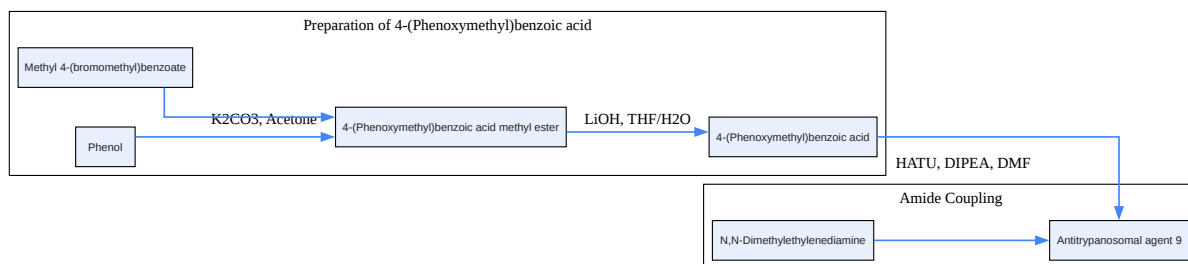 Preparation of 4-(Phenoxymethyl)benzoic acid
Methyl 4-(bromomethyl)benzoate
K2CO3, Acetone
Phenol
4-(Phenoxymethyl)benzoic acid methyl ester
LiOH, THF/H2O
4-(Phenoxymethyl)benzoic acid
HATU, DIPEA, DMF
Amide Coupling
N,N-Dimethylethylenediamine
Antitrypanosomal agent 9